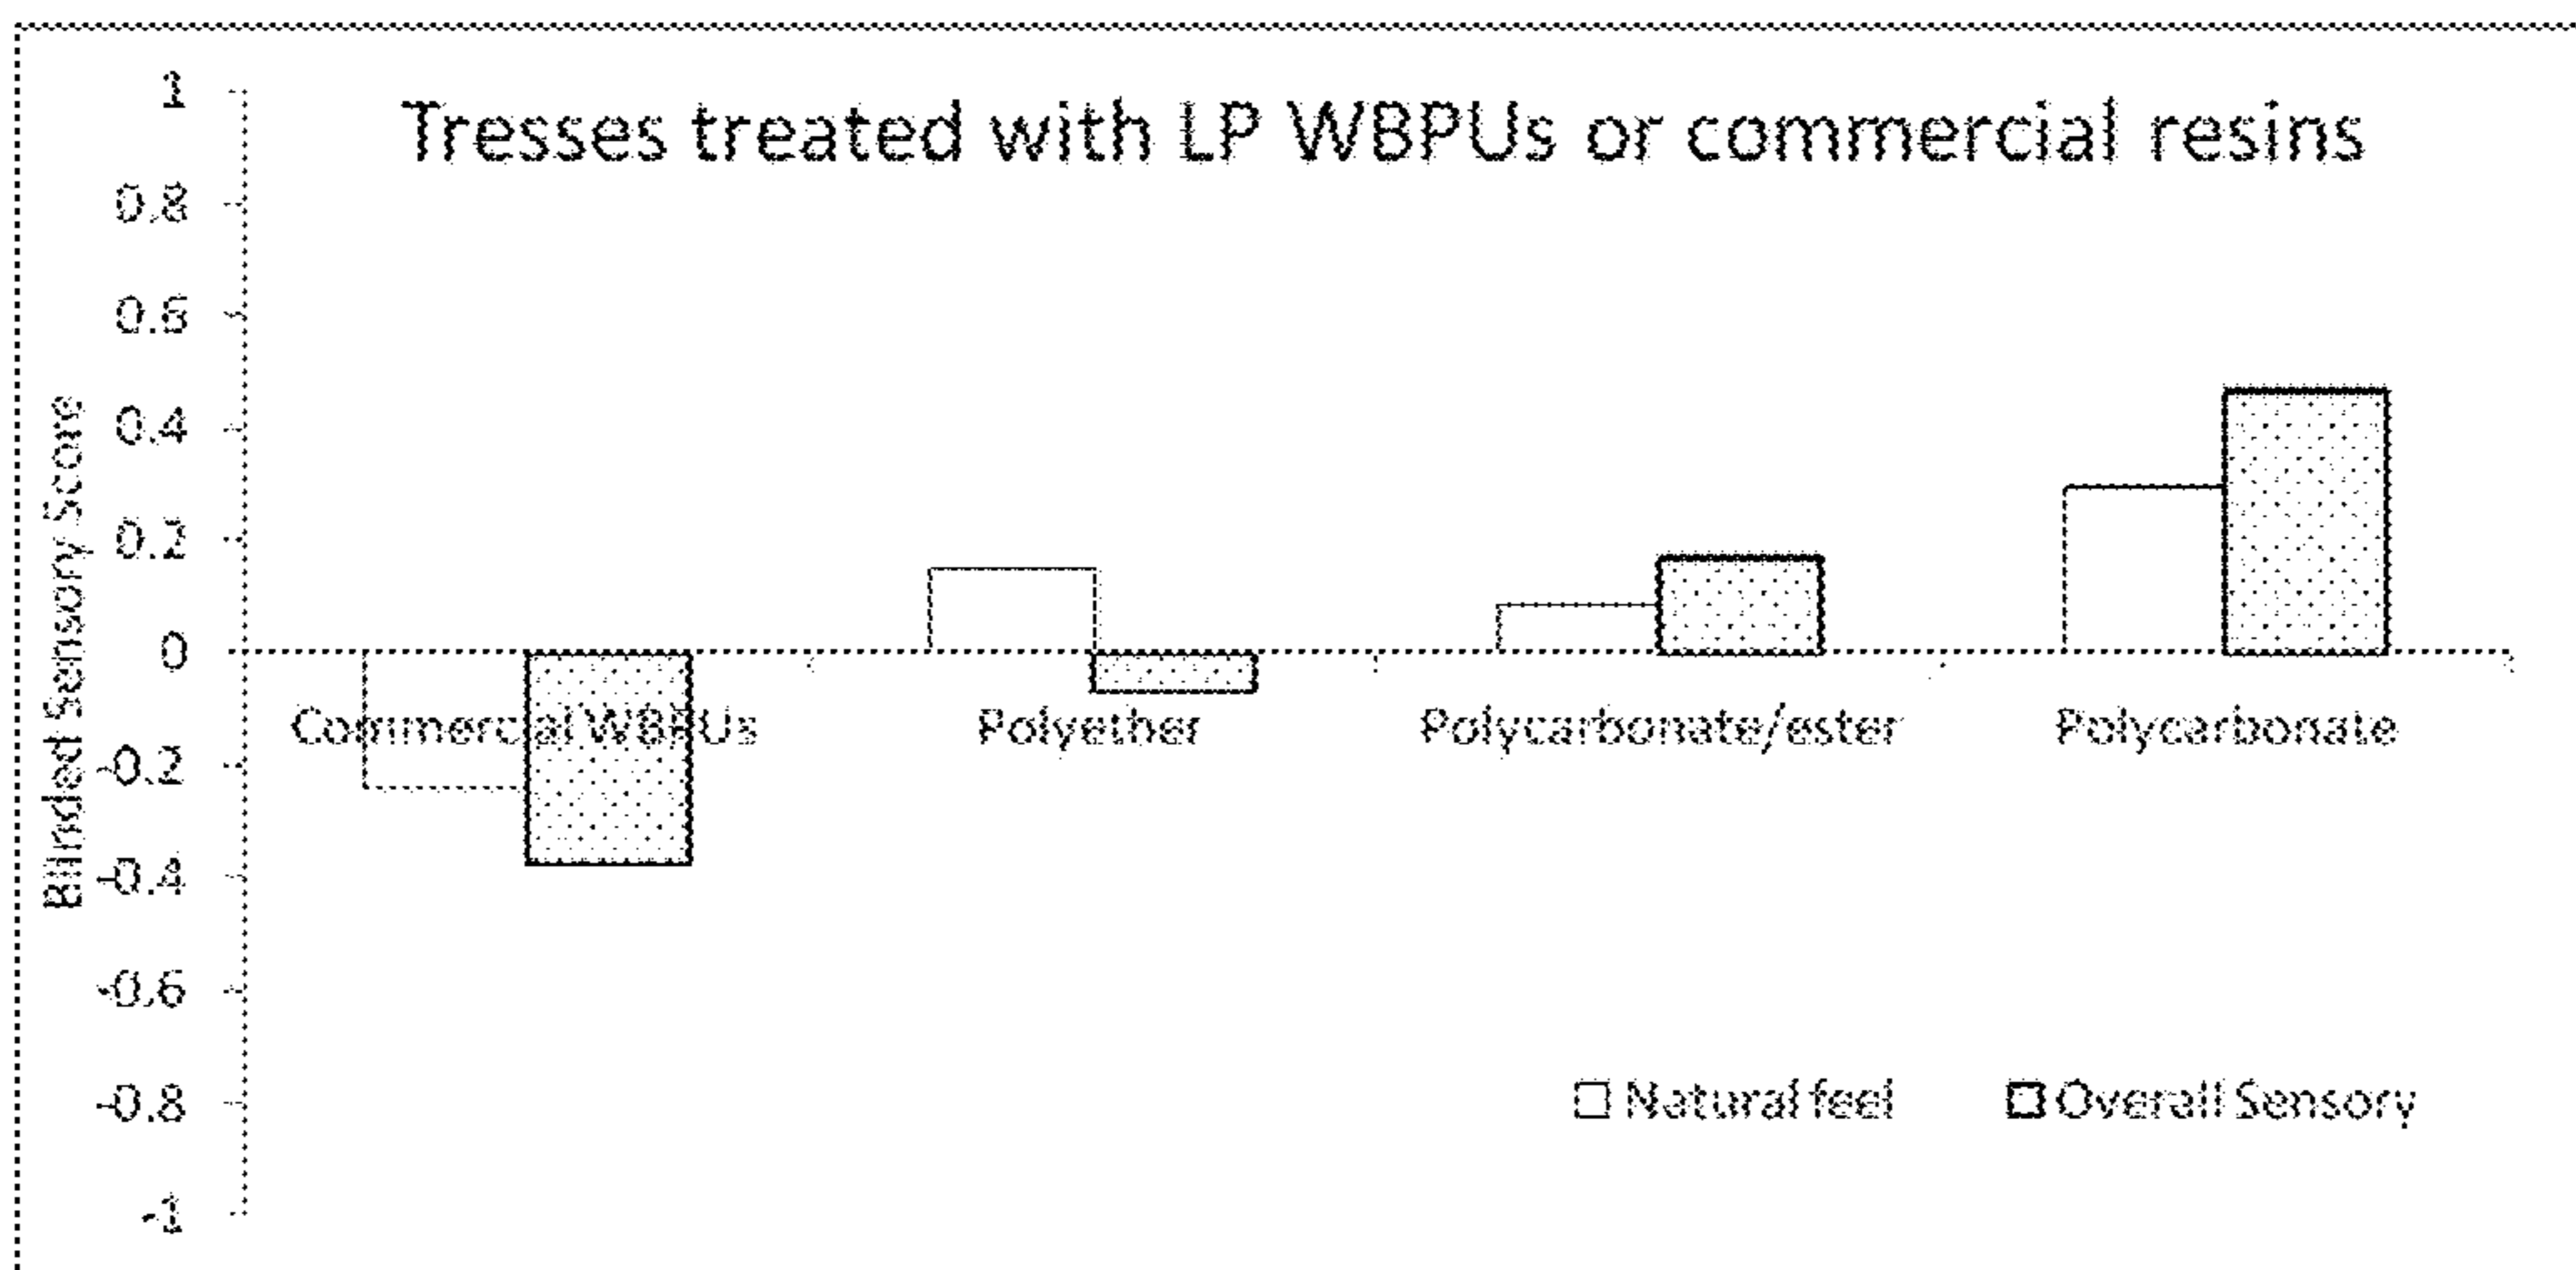 Tresses treated with LP WBPUs or commercial resins
Blinded Sensory Score
1
0.8
0.6
0.4
0.2
0
-0.2
-0.4
-0.6
-0.8
-1
Commercial WBPUs
Polyether
Polycarbonate/ester
Polycarbonate
Natural feel
Overall Sensory